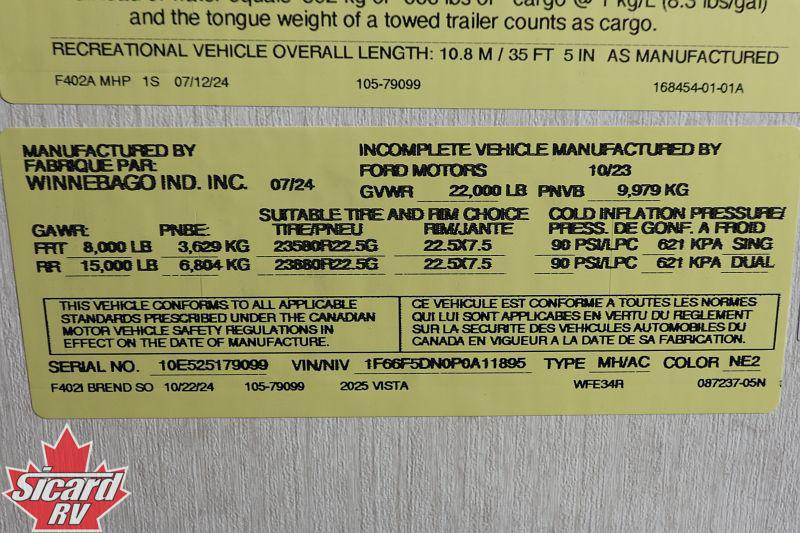 and the tongue weight of a towed trailer counts as cargo.
RECREATIONAL VEHICLE OVERALL LENGTH: 10.8 M / 35 FT 5 IN AS MANUFACTURED
F402A MHP 1S 07/12/24 105-79099 168454-01-01A
MANUFACTURED BY
FABRIQUE PAR:
WINNEBAGO IND. INC. 07/24
INCOMPLETE VEHICLE MANUFACTURED BY
FORD MOTORS 10/23
GVWR 22,000 LB PNVB 9,979 KG
SUITABLE TIRE AND RIM CHOICE COLD INFLATION PRESSURE/
GAWR: PNBE: TIRE/PNEU RIM/JANTE PRESS. DE GONF. A FROID
FRT 8,000 LB 3,629 KG 23580R22.5G 22.5X7.5 90 PSI/LPC 621 KPA SING
RR 15,000 LB 6,804 KG 23580R22.5G 22.5X7.5 90 PSI/LPC 621 KPA DUAL
THIS VEHICLE CONFORMS TO ALL APPLICABLE
STANDARDS PRESCRIBED UNDER THE CANADIAN
MOTOR VEHICLE SAFETY REGULATIONS IN
EFFECT ON THE DATE OF MANUFACTURE.
CE VEHICULE EST CONFORME A TOUTES LES NORMES
QUI LUI SONT APPLICABES EN VERTU DU REGLEMENT
SUR LA SECURITE DES VEHICULES AUTOMOBILES DU
CANADA EN VIGUEUR A LA DATE DE SA FABRICATION.
SERIAL NO. 10E525179099 VIN/NIV 1F66F5DN0P0A11895 TYPE MH/AC COLOR NE2
F402I BREND SO 10/22/24 105-79099 2025 VISTA WFE34R 087237-05N
Sicard
RV